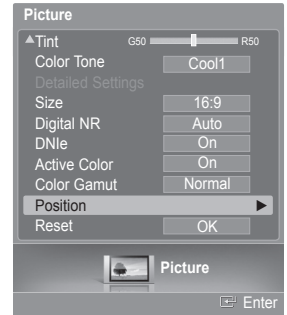 Picture
Tint G50 R50
Color Tone Cool1
Detailed Settings
Size 16:9
Digital NR Auto
DNIe On
Active Color On
Color Gamut Normal
Position
Reset OK
Picture
Enter